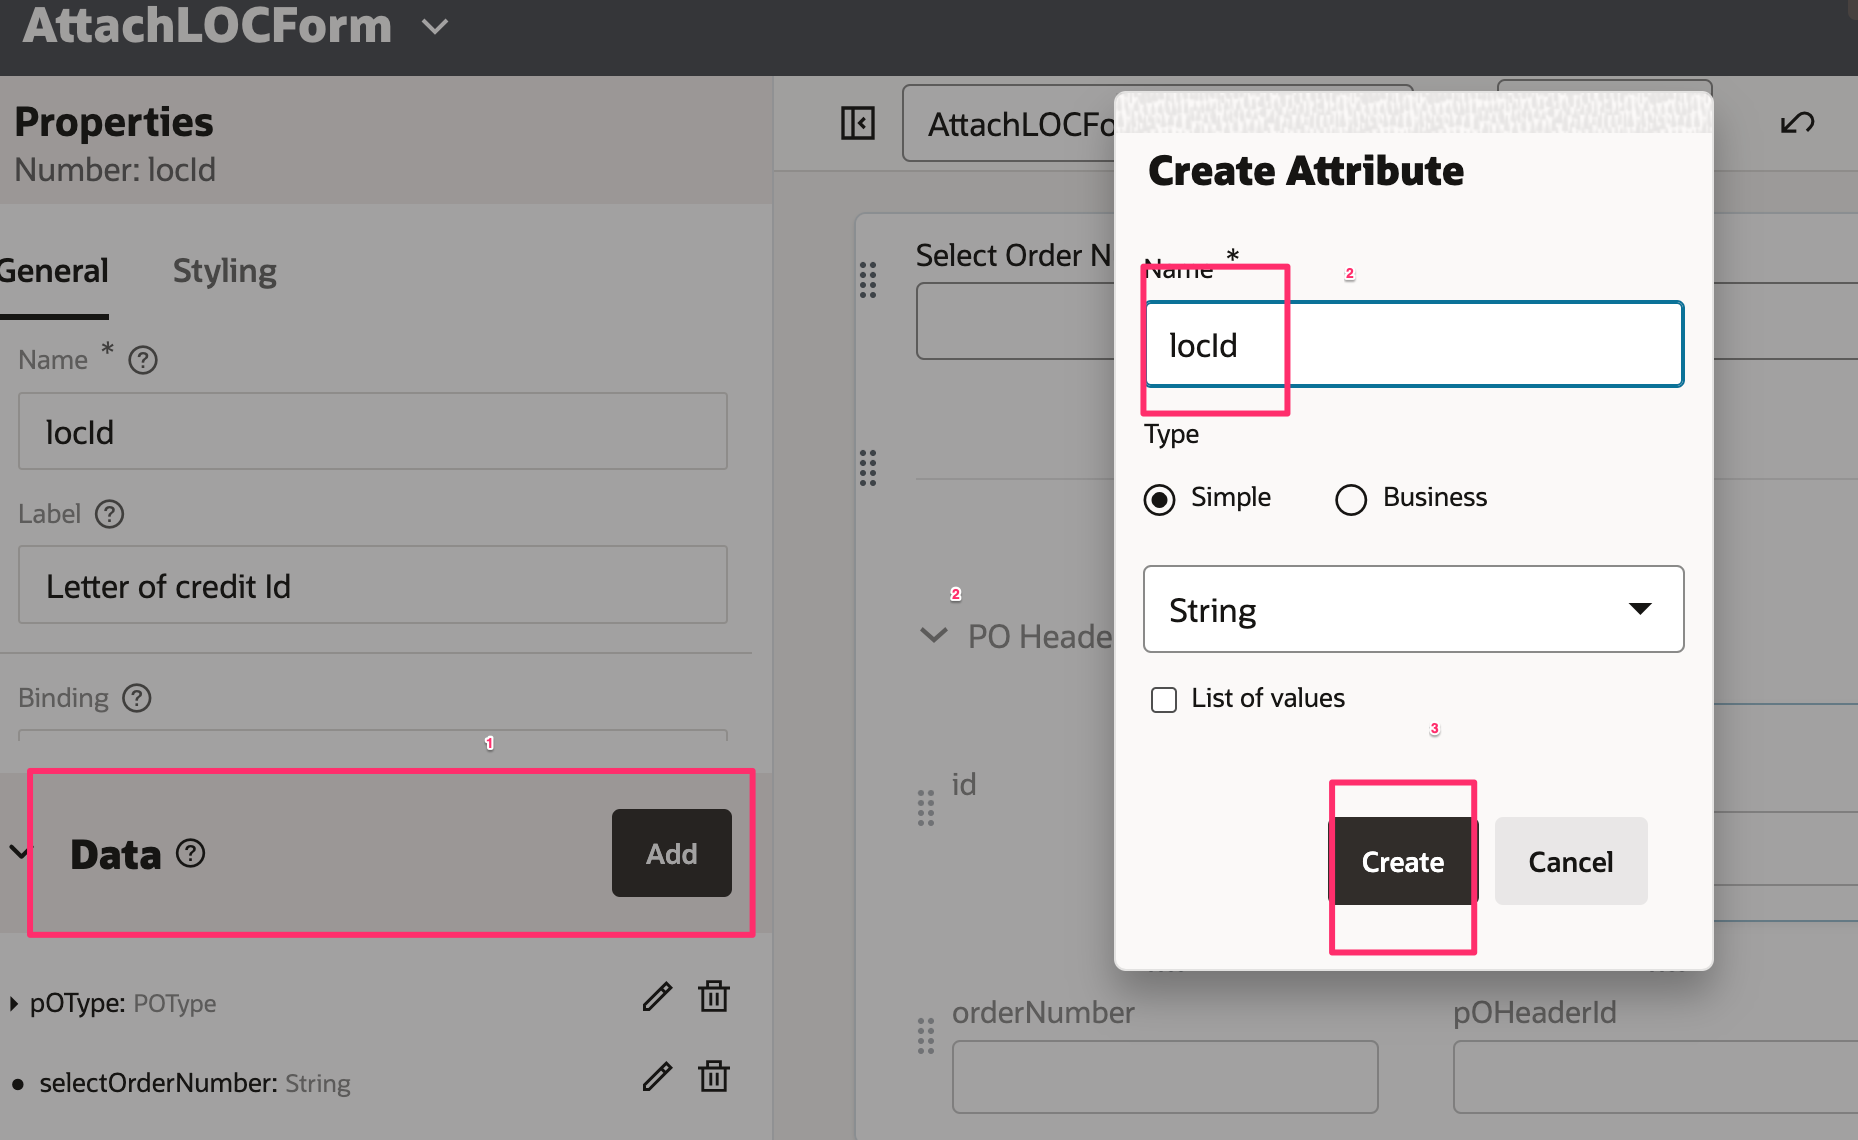 AttachLOCForm
Properties
Number: locId
General Styling
Name *
locId
Label
Letter of credit Id
Binding
1
Data Add
pOType: POType
selectOrderNumber: String
AttachLOCFo
Select Order N
2
PO Heade
id
orderNumber pOHeaderId
Create Attribute
Name *
2
locId
Type
Simple Business
String
List of values
3
Create Cancel